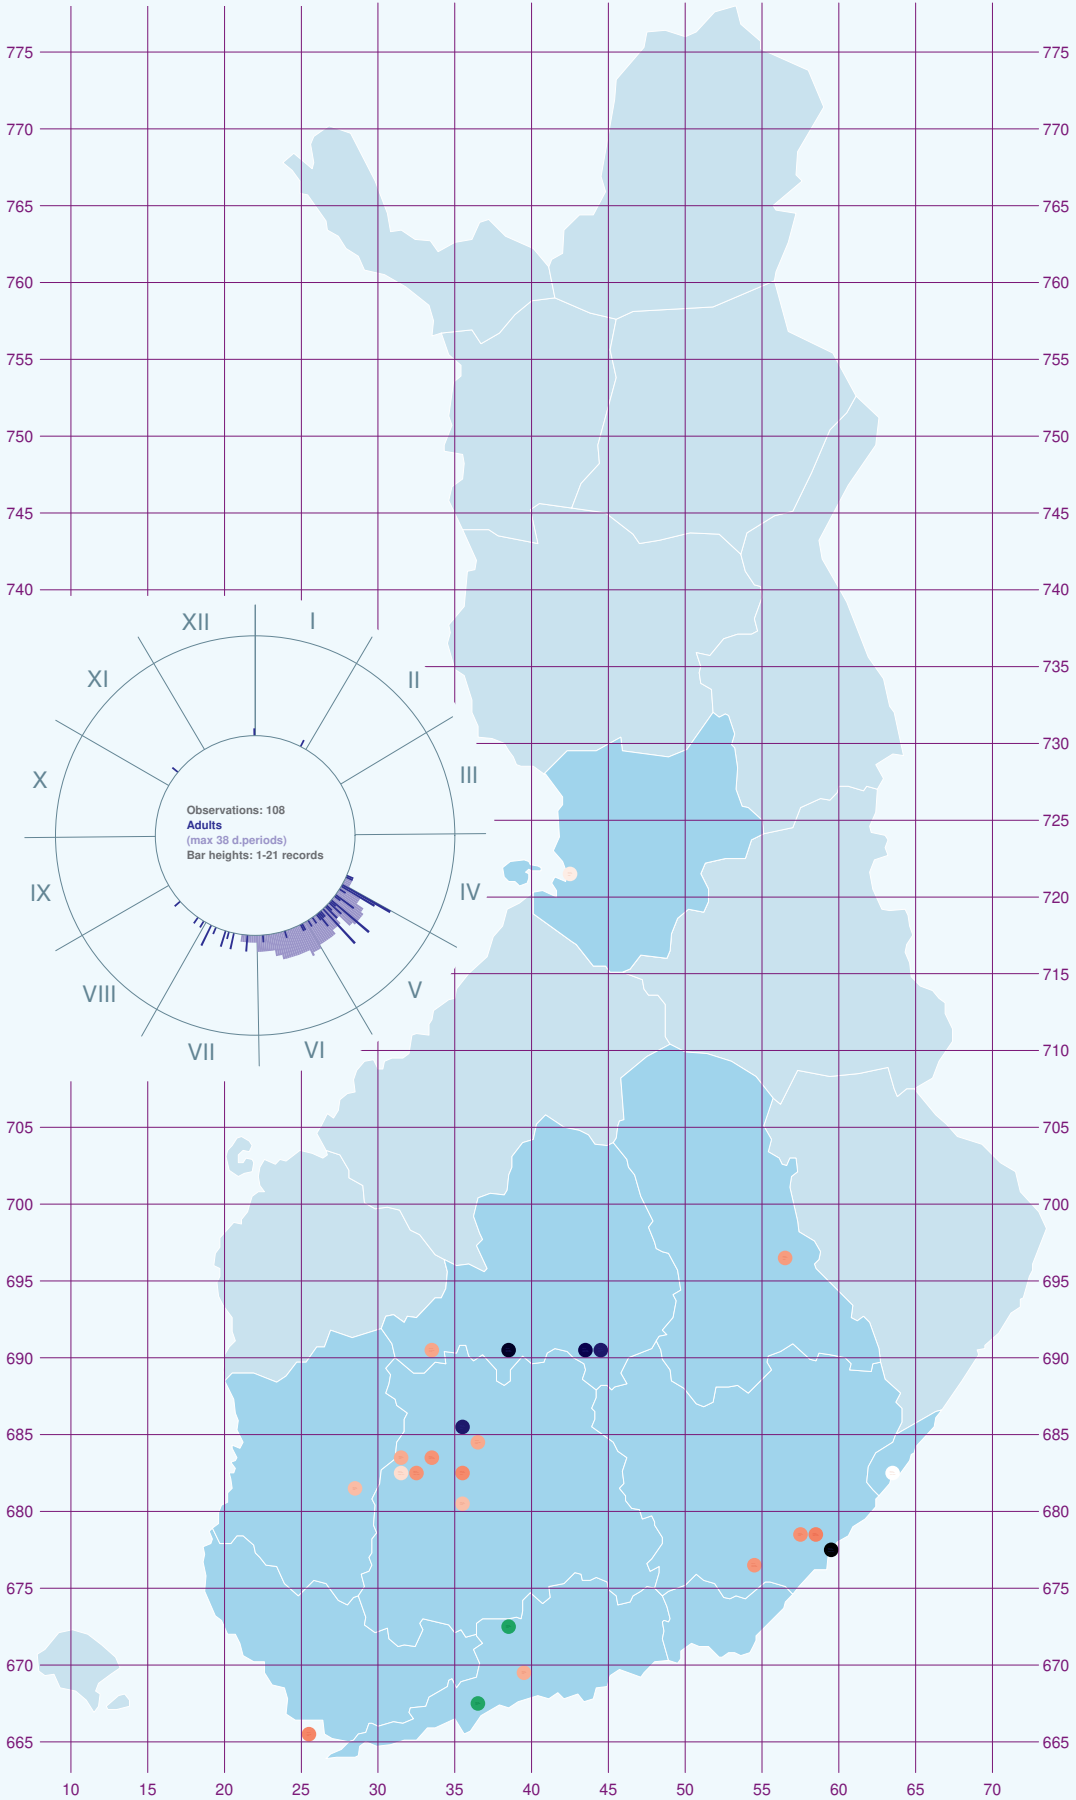 775 775
770 770
765 765
760 760
755 755
750 750
745 745
740 740
XII I
735
XI II
730
X III
Observations: 108
Adults
(max 38 d.periods)
Bar heights: 1-21 records
725
IX IV
720
VIII V
715
VII VI
710
705 705
700 700
695 695
690 690
685 685
680 680
675 675
670 670
665 665
10 15 20 25 30 35 40 45 50 55 60 65 70